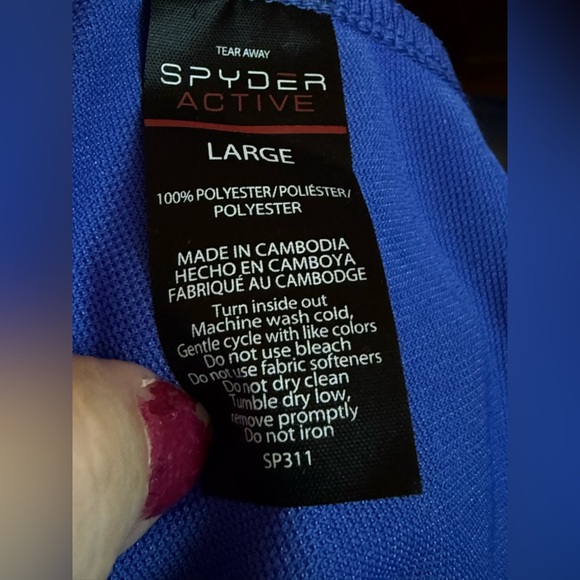 TEAR AWAY
SPYDER
ACTIVE
LARGE
100% POLYESTER/POLIÉSTER/
POLYESTER
MADE IN CAMBODIA
HECHO EN CAMBOYA
FABRIQUÉ AU CAMBODGE
Turn inside out
Machine wash cold,
Gentle cycle with like colors
Do not use bleach
Do not use fabric softeners
Do not dry clean
Tumble dry low,
remove promptly
Do not iron
SP311